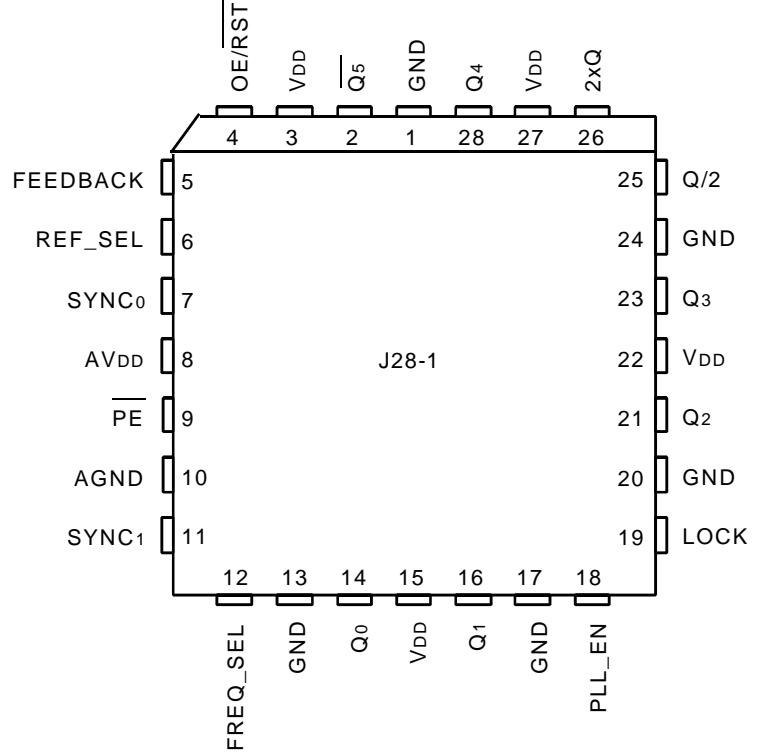 OE/RST
VDD
Q5
GND
Q4
VDD
2xQ
4 3 2 1 28 27 26
FEEDBACK 5
25 Q/2
REF_SEL 6
24 GND
SYNC0 7
23 Q3
AVDD 8
J28-1
22 VDD
PE 9
21 Q2
AGND 10
20 GND
SYNC1 11
19 LOCK
12 13 14 15 16 17 18
FREQ_SEL
GND
Q0
VDD
Q1
GND
PLL_EN